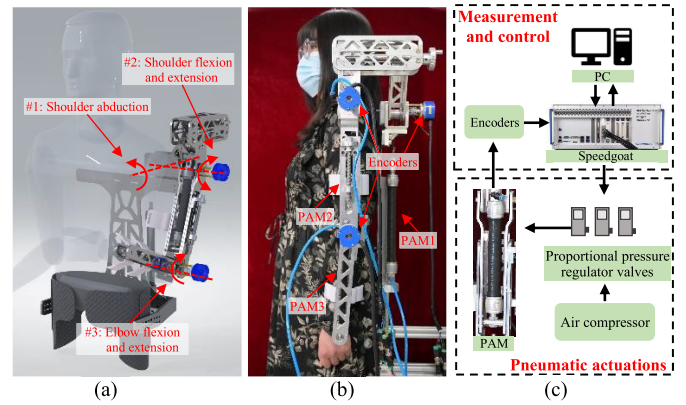 #2: Shoulder flexion
and extension
#1: Shoulder abduction
#3: Elbow flexion
and extension
(a)
Encoders
PAM2
PAM1
PAM3
(b)
Measurement
and control
PC
Encoders
Speedgoat
Proportional pressure
regulator valves
Air compressor
PAM
Pneumatic actuations
(c)